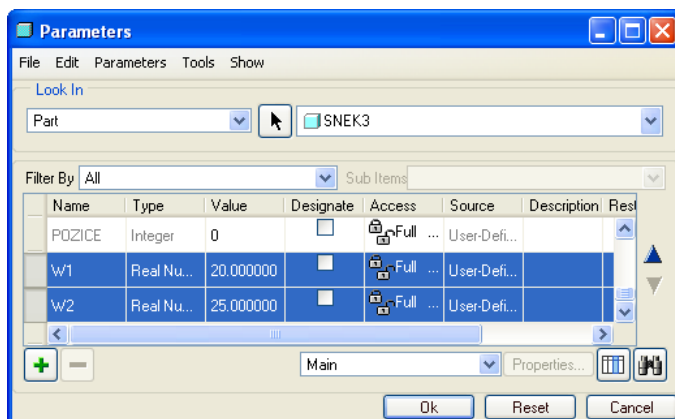 Parameters
File Edit Parameters Tools Show
Look In
Part SNEK3
Filter By All Sub Items
Name Type Value Designate Access Source Description Rest
POZICE Integer 0 Full ... User-Defi...
W1 Real Nu... 20.000000 Full ... User-Defi...
W2 Real Nu... 25.000000 Full ... User-Defi...
Main Properties...
Ok Reset Cancel